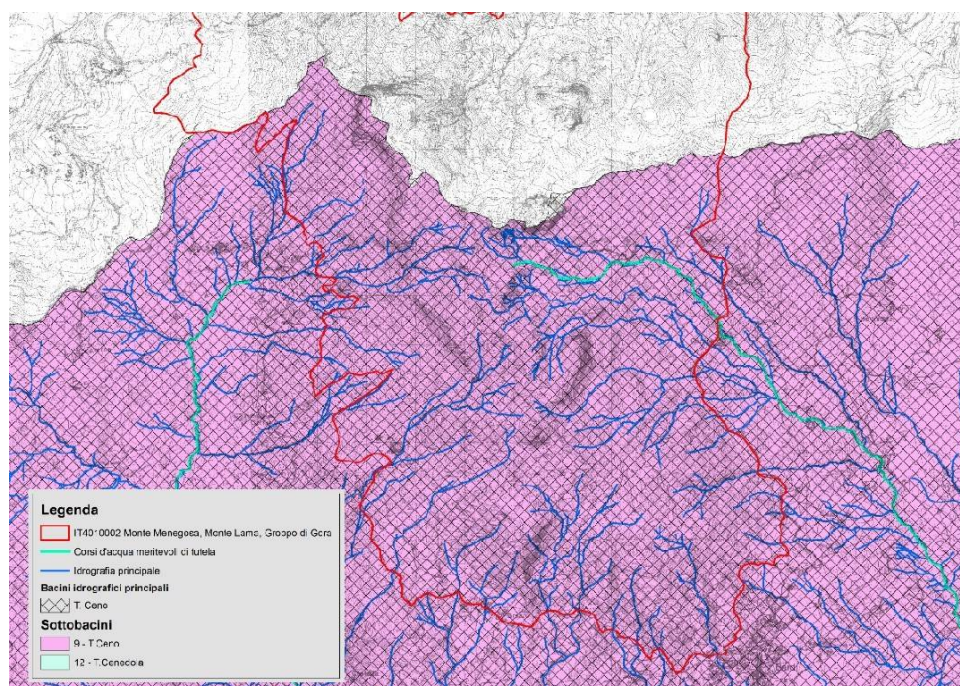 Legenda
IT4010002 Monte Menegosa, Monte Lama, Groppo di Gora
Corsi d'acqua meritevoli di tutela
Idrografia principale
Bacini idrografici principali
T. Ceno
Sottobacini
9 - T.Ceno
12 - T.Cenedola